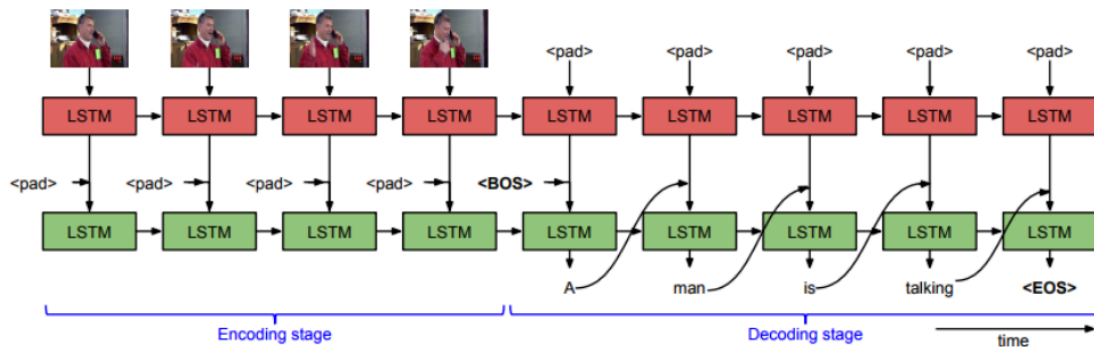 <pad> <pad> <pad> <pad> <pad>
LSTM LSTM LSTM LSTM LSTM LSTM LSTM LSTM LSTM
<pad> <pad> <pad> <pad> <BOS>
LSTM LSTM LSTM LSTM LSTM LSTM LSTM LSTM LSTM
A man is talking <EOS>
Encoding stage Decoding stage
time